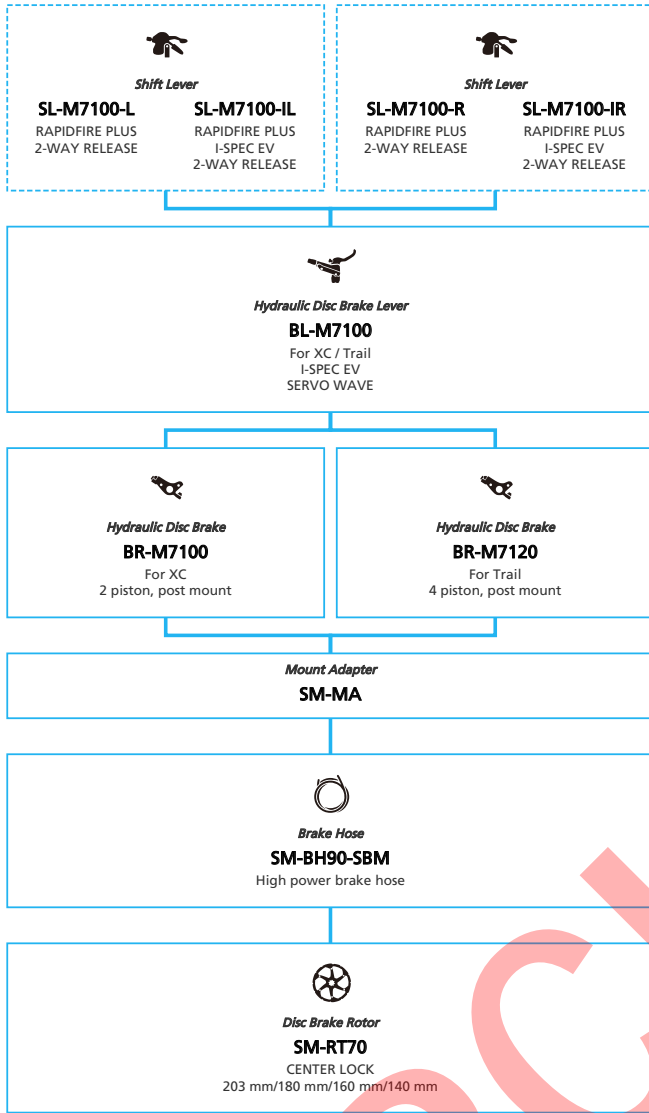 Shift Lever
SL-M7100-L
RAPIDFIRE PLUS
2-WAY RELEASE
SL-M7100-IL
RAPIDFIRE PLUS
I-SPEC EV
2-WAY RELEASE
Shift Lever
SL-M7100-R
RAPIDFIRE PLUS
2-WAY RELEASE
SL-M7100-IR
RAPIDFIRE PLUS
I-SPEC EV
2-WAY RELEASE
Hydraulic Disc Brake Lever
BL-M7100
For XC / Trail
I-SPEC EV
SERVO WAVE
Hydraulic Disc Brake
BR-M7100
For XC
2 piston, post mount
Hydraulic Disc Brake
BR-M7120
For Trail
4 piston, post mount
Mount Adapter
SM-MA
Brake Hose
SM-BH90-SBM
High power brake hose
Disc Brake Rotor
SM-RT70
CENTER LOCK
203 mm/180 mm/160 mm/140 mm